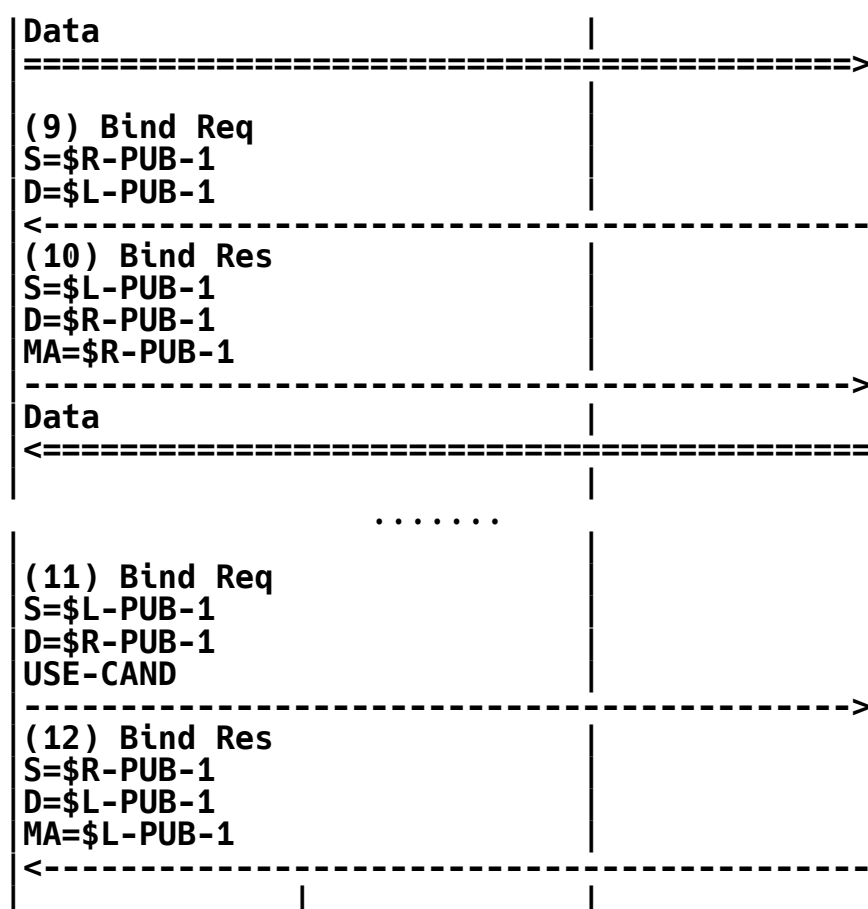 |Data                         |
|===========================================>
|                             |
|(9) Bind Req                 |
|S=$R-PUB-1                   |
|D=$L-PUB-1                   |
|<-------------------------------------------
|(10) Bind Res                |
|S=$L-PUB-1                   |
|D=$R-PUB-1                   |
|MA=$R-PUB-1                  |
|------------------------------------------->
|Data                         |
|<===========================================
|                             |
                  .......
|                             |
|(11) Bind Req                |
|S=$L-PUB-1                   |
|D=$R-PUB-1                   |
|USE-CAND                     |
|------------------------------------------->
|(12) Bind Res                |
|S=$R-PUB-1                   |
|D=$L-PUB-1                   |
|MA=$L-PUB-1                  |
|<-------------------------------------------
|              |              |